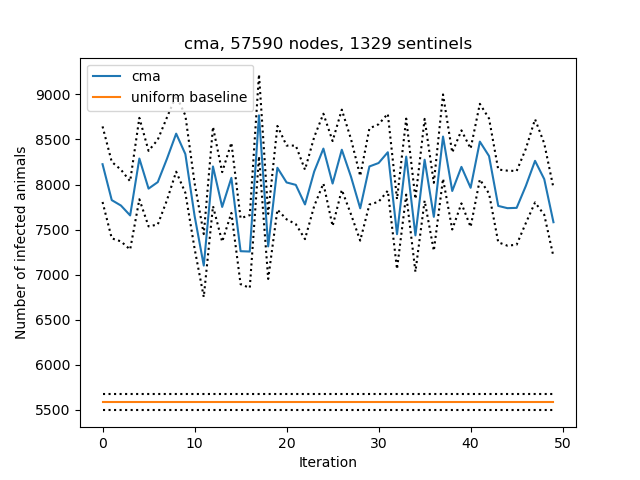 cma, 57590 nodes, 1329 sentinels
cma
uniform baseline
Number of infected animals
9000
8500
8000
7500
7000
6500
6000
5500
0 10 20 30 40 50
Iteration